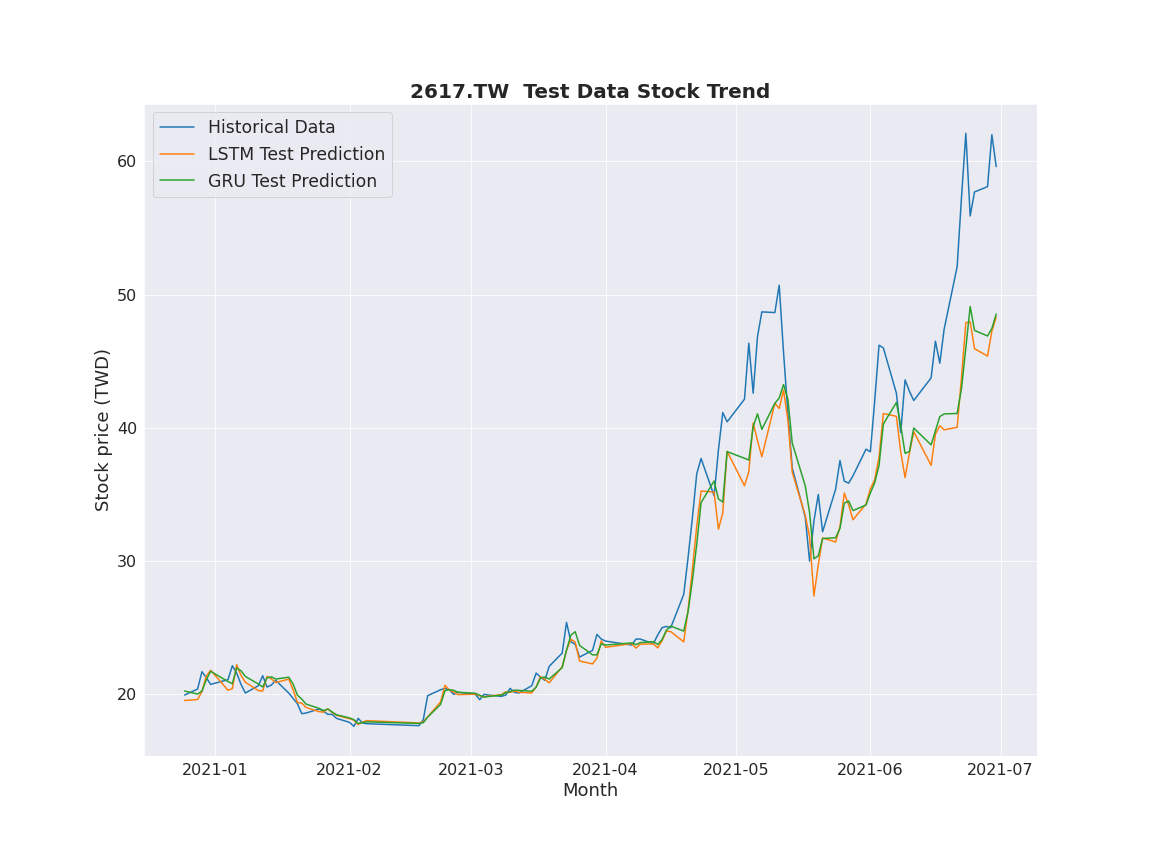 2617.TW  Test Data Stock Trend
Historical Data
LSTM Test Prediction
GRU Test Prediction
Stock price (TWD)
60
50
40
30
20
2021-01 2021-02 2021-03 2021-04 2021-05 2021-06 2021-07
Month